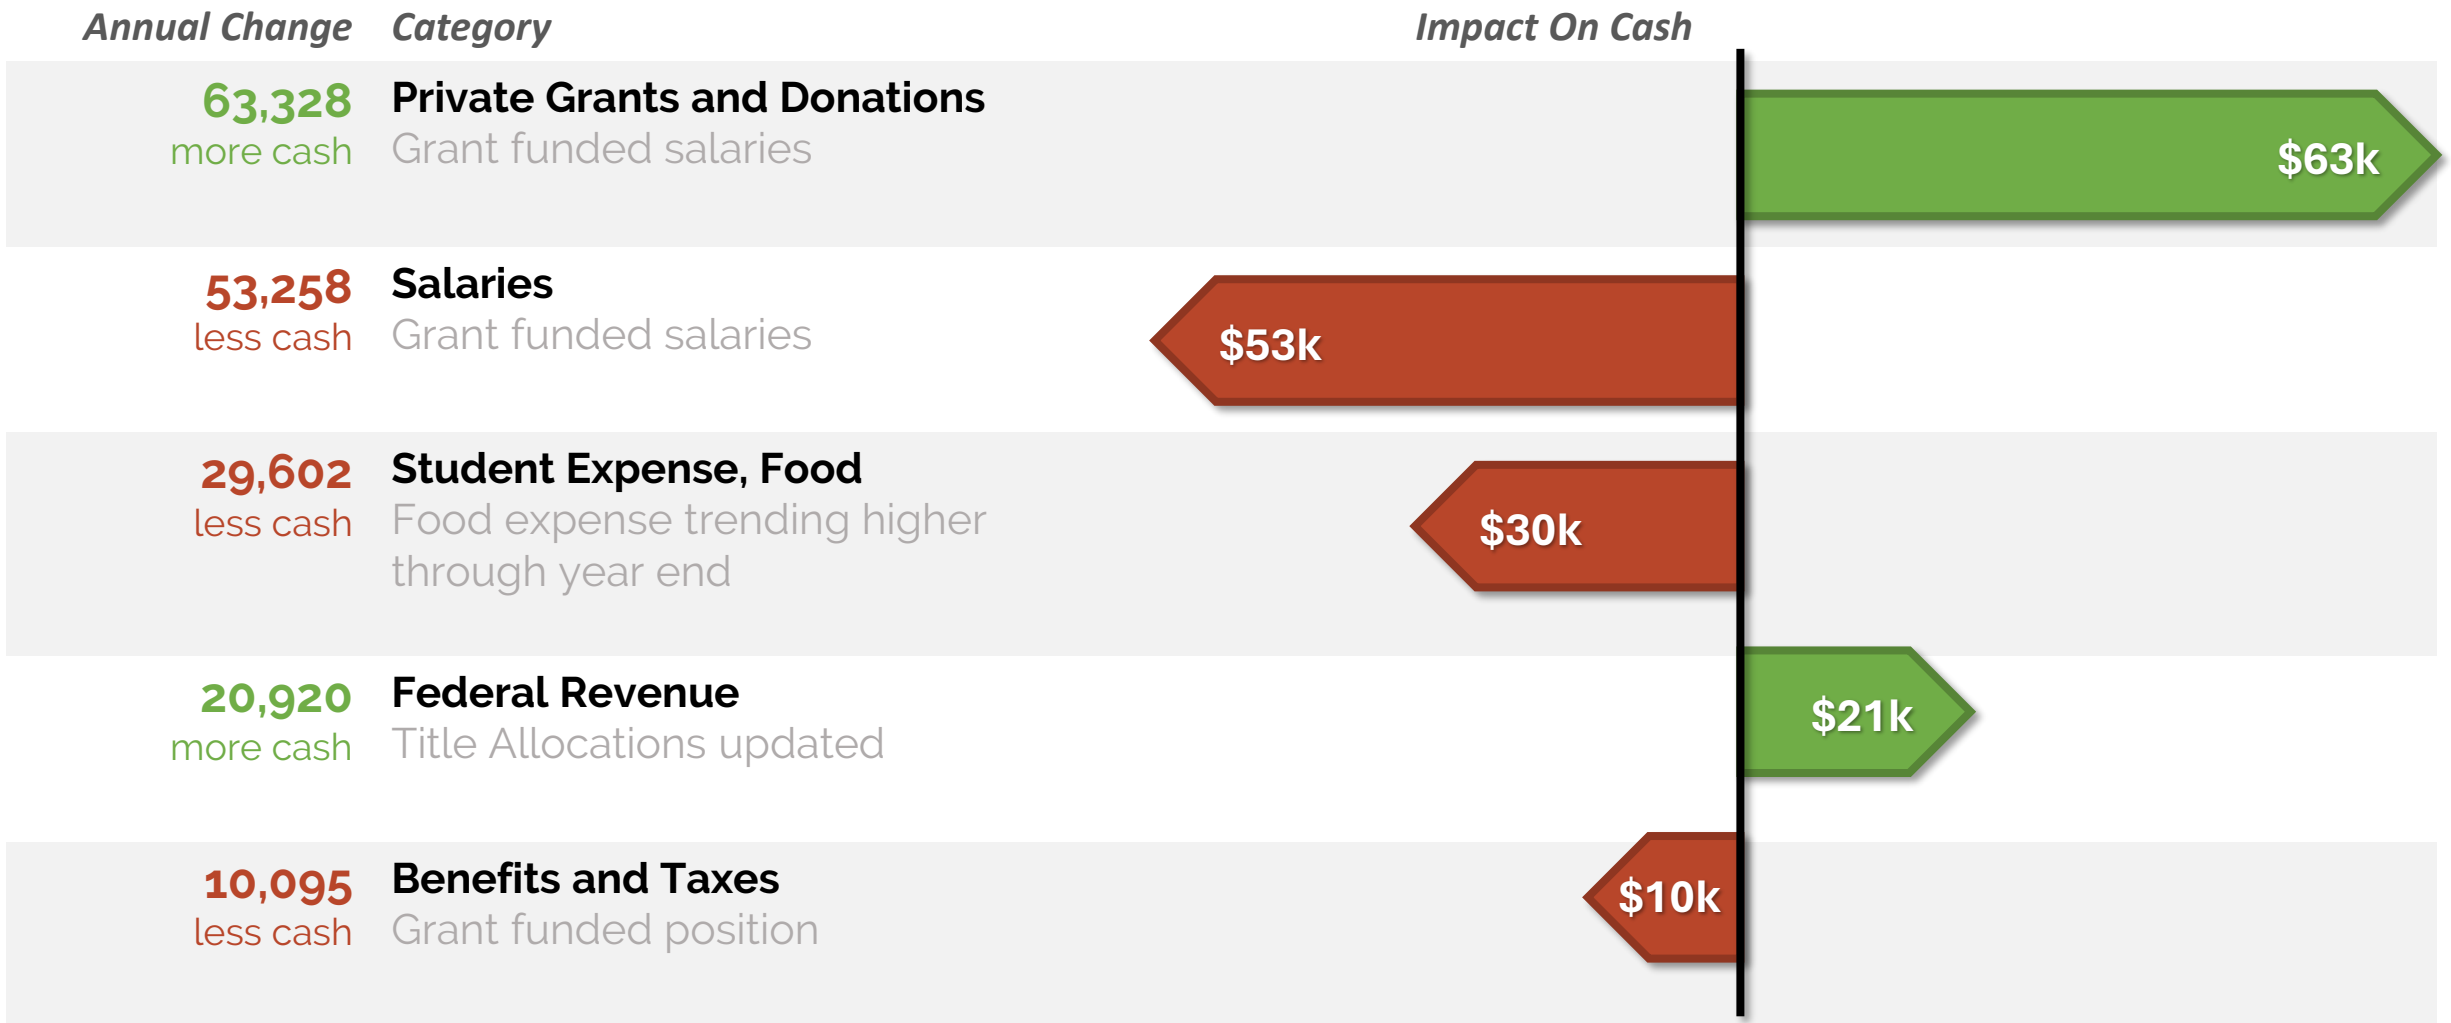 Annual Change Category Impact On Cash
63,328 Private Grants and Donations
more cash Grant funded salaries
$63k
53,258 Salaries
less cash Grant funded salaries
$53k
29,602 Student Expense, Food
less cash Food expense trending higher
through year end
$30k
20,920 Federal Revenue
more cash Title Allocations updated
$21k
10,095 Benefits and Taxes
less cash Grant funded position
$10k